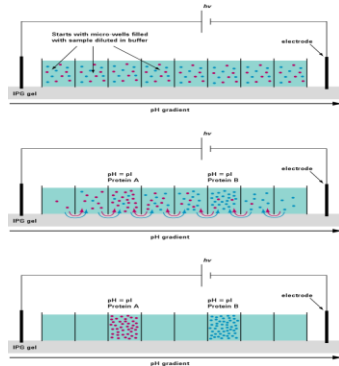 hv
Starts with micro-wells filled
with sample diluted in buffer
electrode
IPG gel
pH gradient
hv
electrode
pH = pI
Protein A
pH = pI
Protein B
IPG gel
pH gradient
hv
electrode
pH = pI
Protein A
pH = pI
Protein B
IPG gel
pH gradient